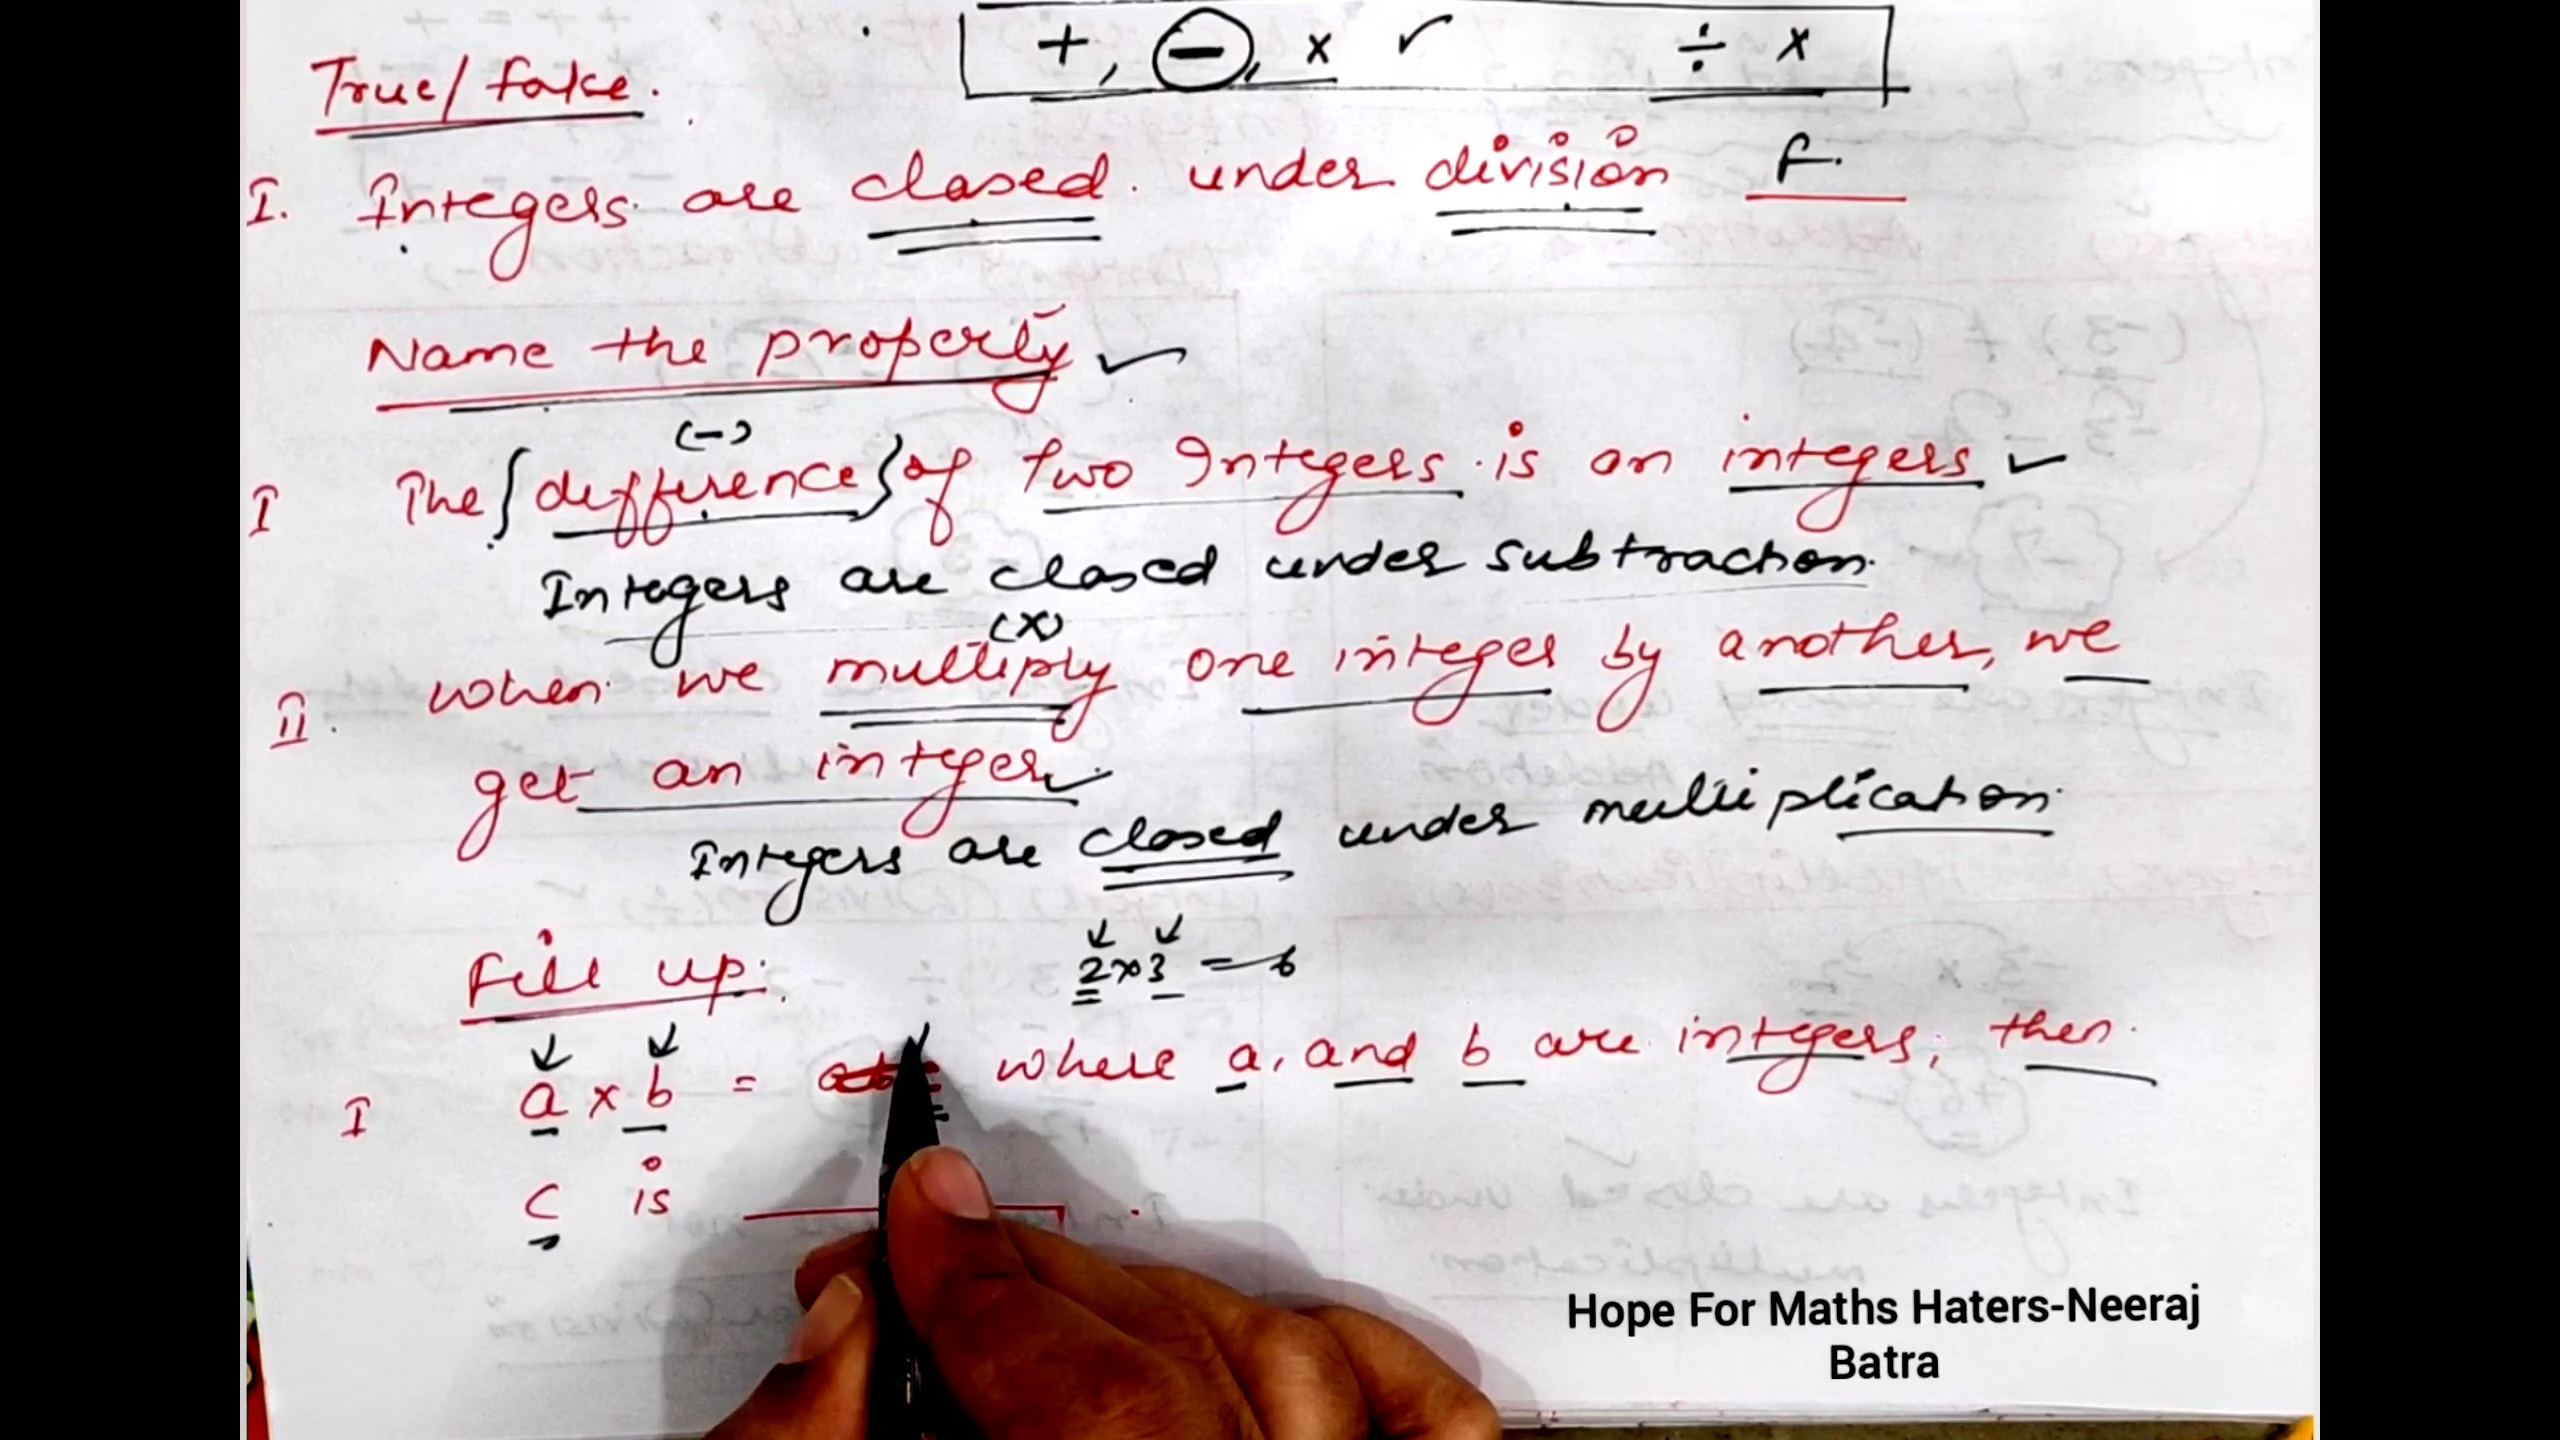 +, −, × ✓ ÷ ×
True/ false.
I. Integers are closed under division F.
Name the property ✓
(−)
I The {difference} of two Integers is an integers ✓
Integers are closed under subtraction.
(×)
II. when we multiply one integer by another, we
get an integer ✓
Integers are closed under multiplication.
Fill up.
2×3 = 6
I a × b = where a, and b are integers, then
c is
Hope For Maths Haters-Neeraj
Batra